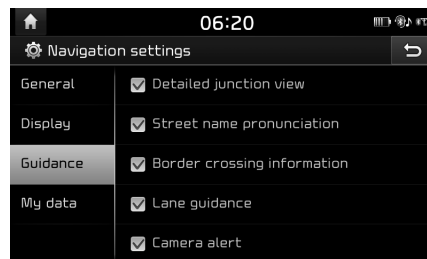 06:20
Navigation settings
General
Detailed junction view
Display
Street name pronunciation
Guidance
Border crossing information
My data
Lane guidance
Camera alert